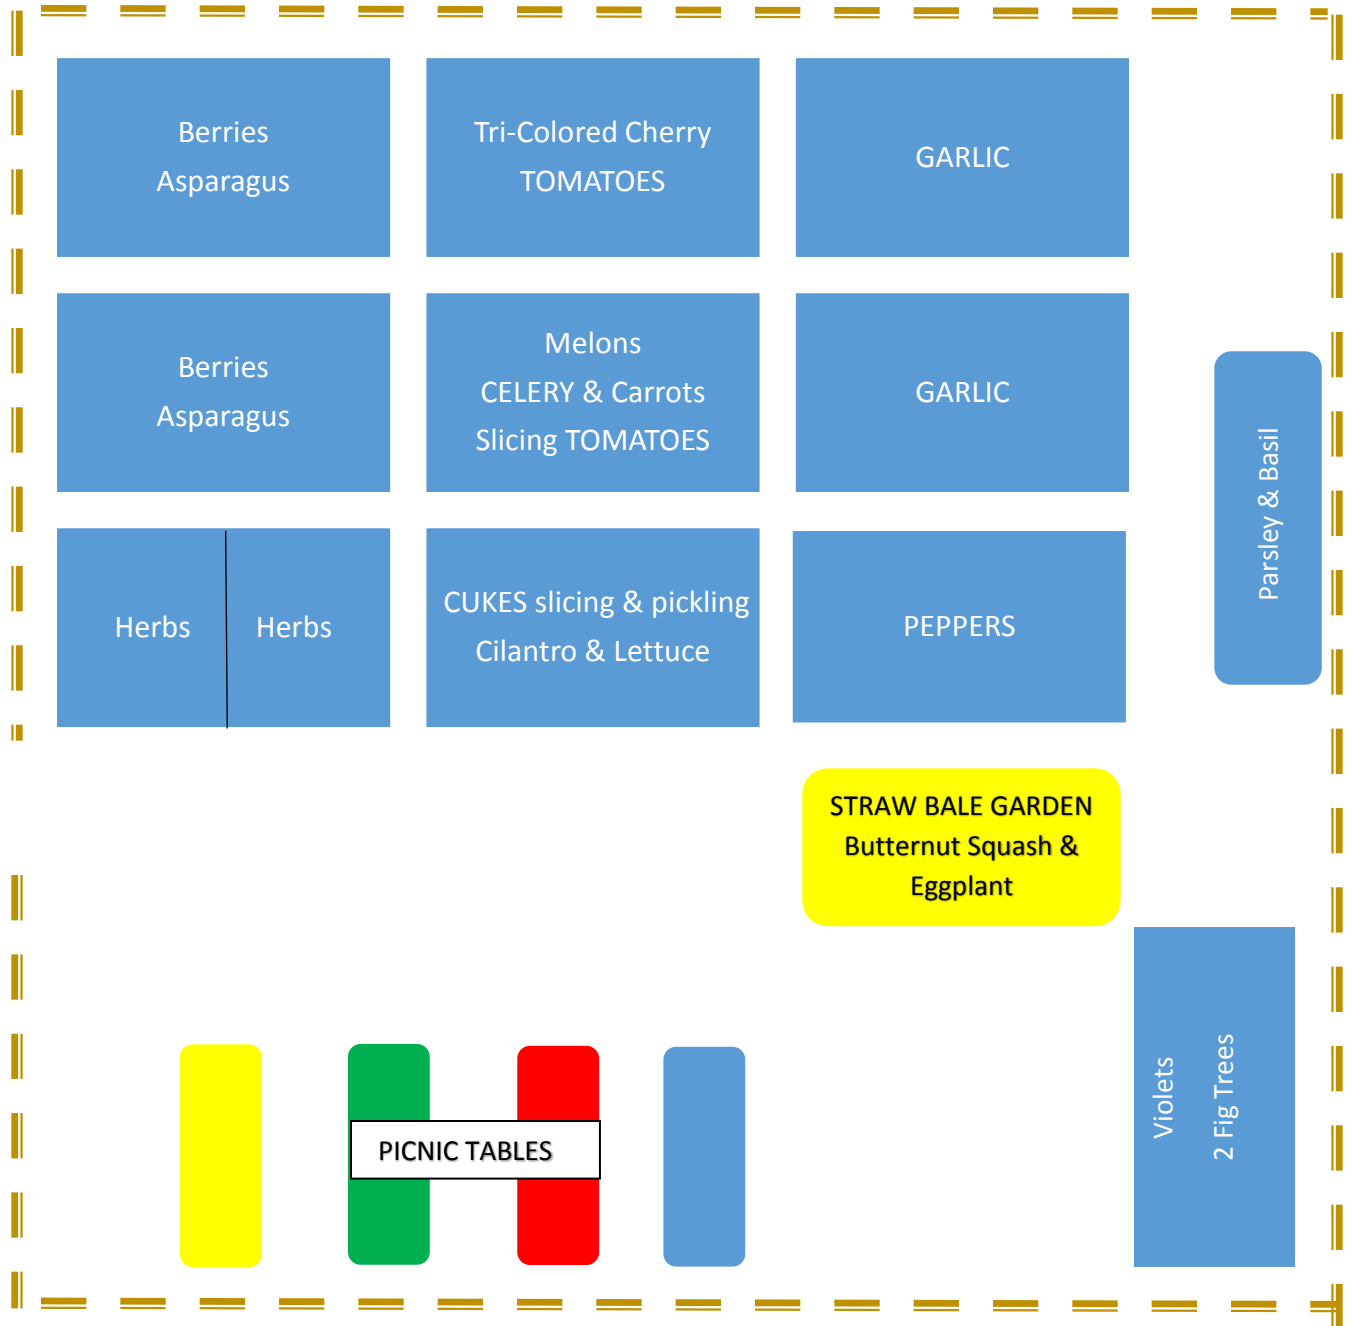 Berries
Asparagus
Tri-Colored Cherry
TOMATOES
GARLIC
Berries
Asparagus
Melons
CELERY & Carrots
Slicing TOMATOES
GARLIC
Parsley & Basil
Herbs
Herbs
CUKES slicing & pickling
Cilantro & Lettuce
PEPPERS
STRAW BALE GARDEN
Butternut Squash &
Eggplant
Violets
2 Fig Trees
PICNIC TABLES